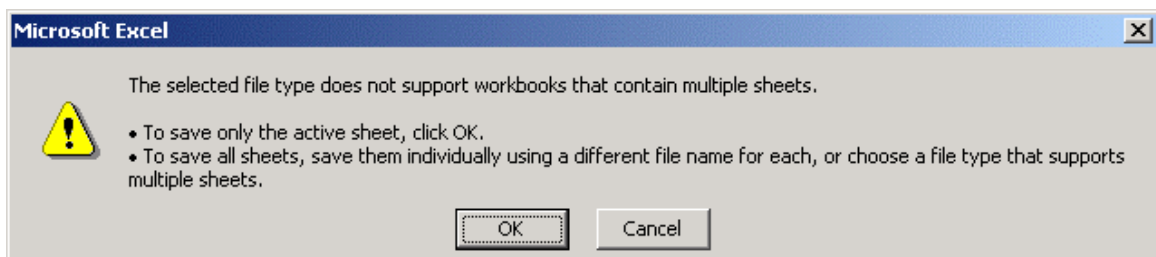 Microsoft Excel
The selected file type does not support workbooks that contain multiple sheets.
• To save only the active sheet, click OK.
• To save all sheets, save them individually using a different file name for each, or choose a file type that supports
multiple sheets.
OK Cancel